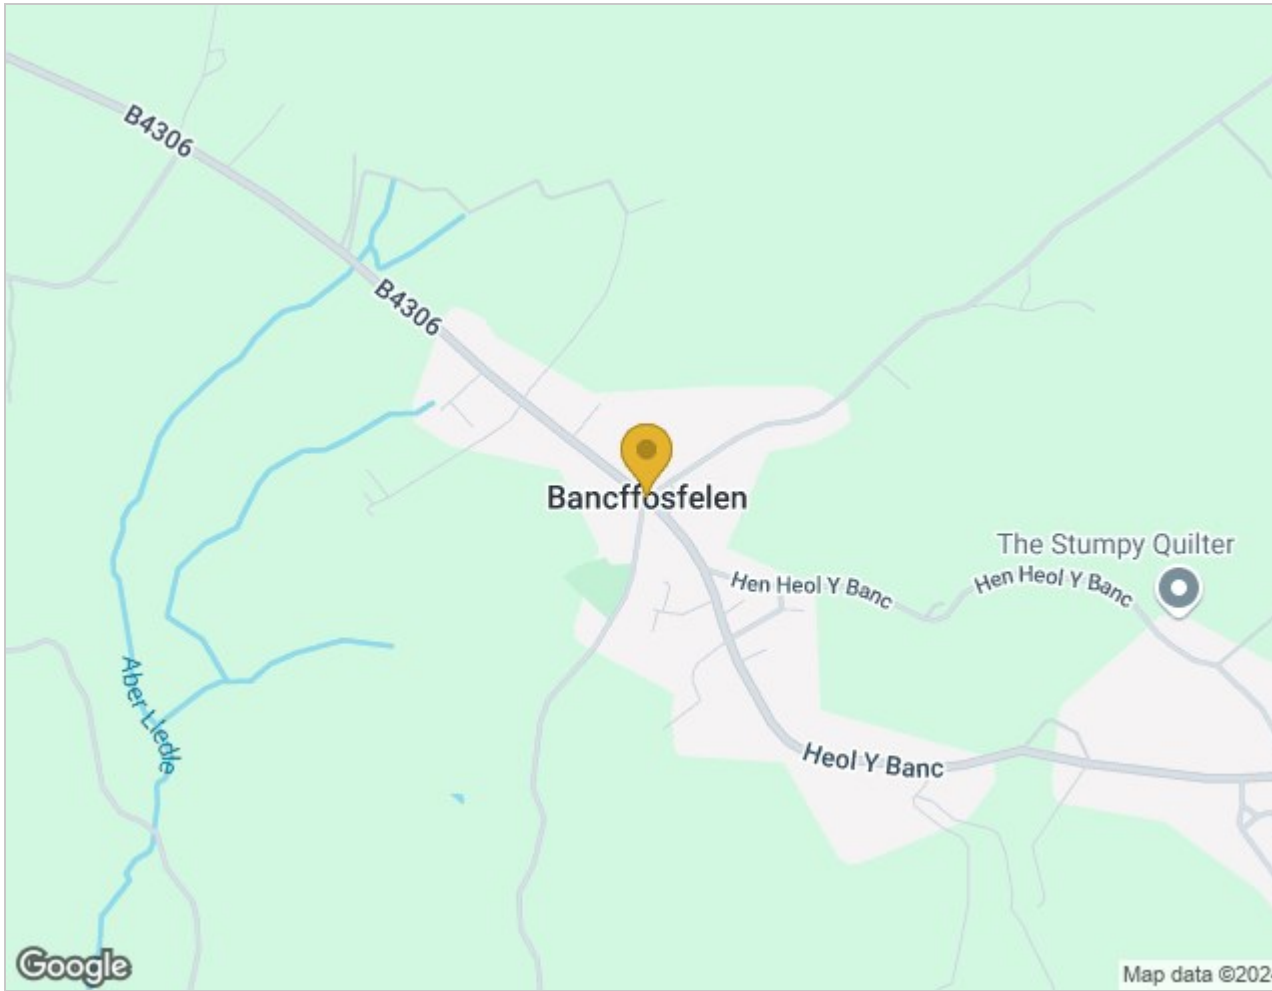 B4306
B4306
Bancffosfelen
The Stumpy Quilter
Hen Heol Y Banc
Hen Heol Y Banc
Aber Lledle
Heol Y Banc
Google
Map data ©2024